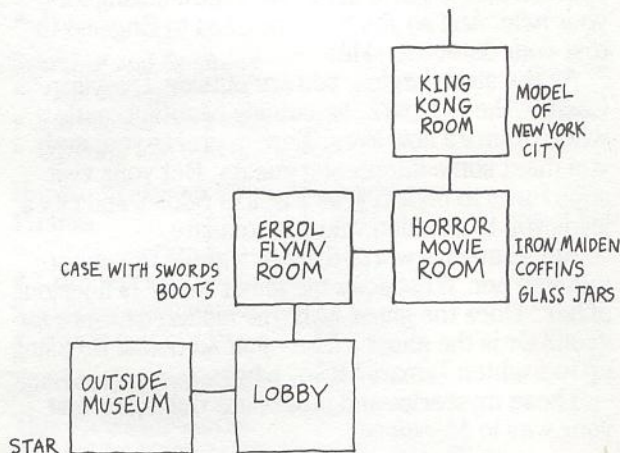 KING
KONG
ROOM
MODEL
OF
NEW YORK
CITY
ERROL
FLYNN
ROOM
HORROR
MOVIE
ROOM
CASE WITH SWORDS
BOOTS
IRON MAIDEN
COFFINS
GLASS JARS
OUTSIDE
MUSEUM
LOBBY
STAR